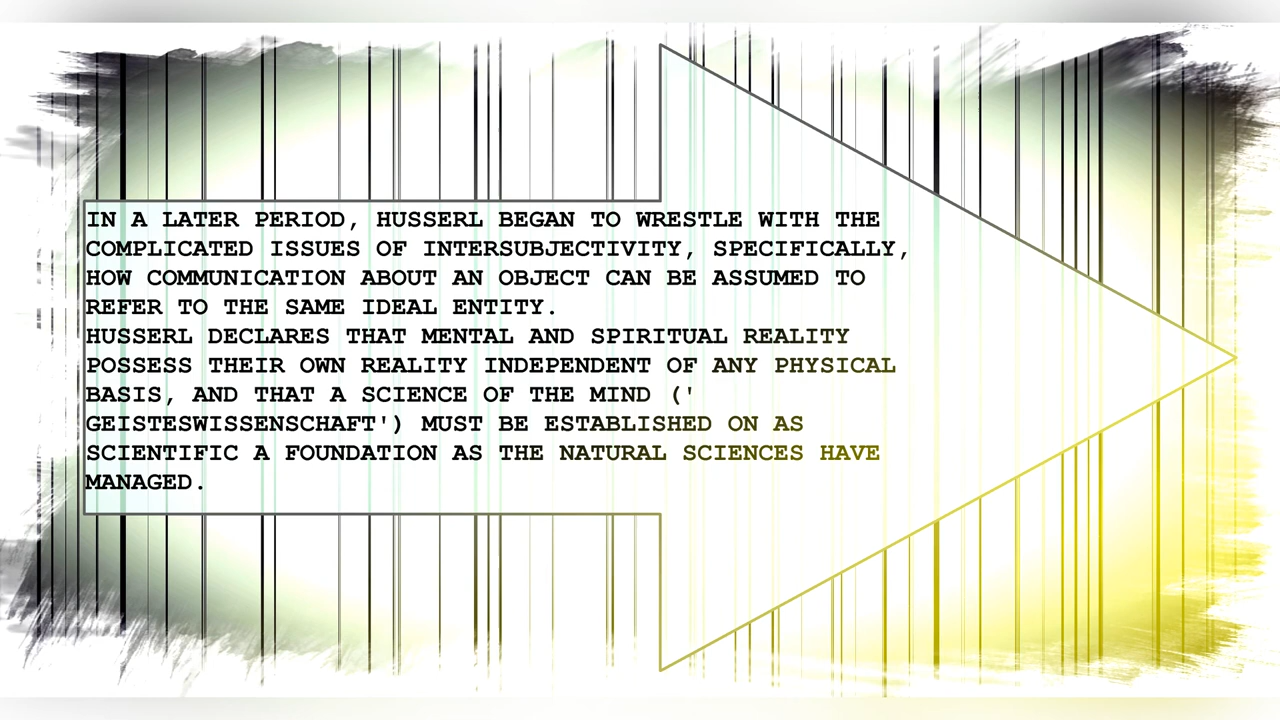 IN A LATER PERIOD, HUSSERL BEGAN TO WRESTLE WITH THE
COMPLICATED ISSUES OF INTERSUBJECTIVITY, SPECIFICALLY,
HOW COMMUNICATION ABOUT AN OBJECT CAN BE ASSUMED TO
REFER TO THE SAME IDEAL ENTITY.
HUSSERL DECLARES THAT MENTAL AND SPIRITUAL REALITY
POSSESS THEIR OWN REALITY INDEPENDENT OF ANY PHYSICAL
BASIS, AND THAT A SCIENCE OF THE MIND ('
GEISTESWISSENSCHAFT') MUST BE ESTABLISHED ON AS
SCIENTIFIC A FOUNDATION AS THE NATURAL SCIENCES HAVE
MANAGED.